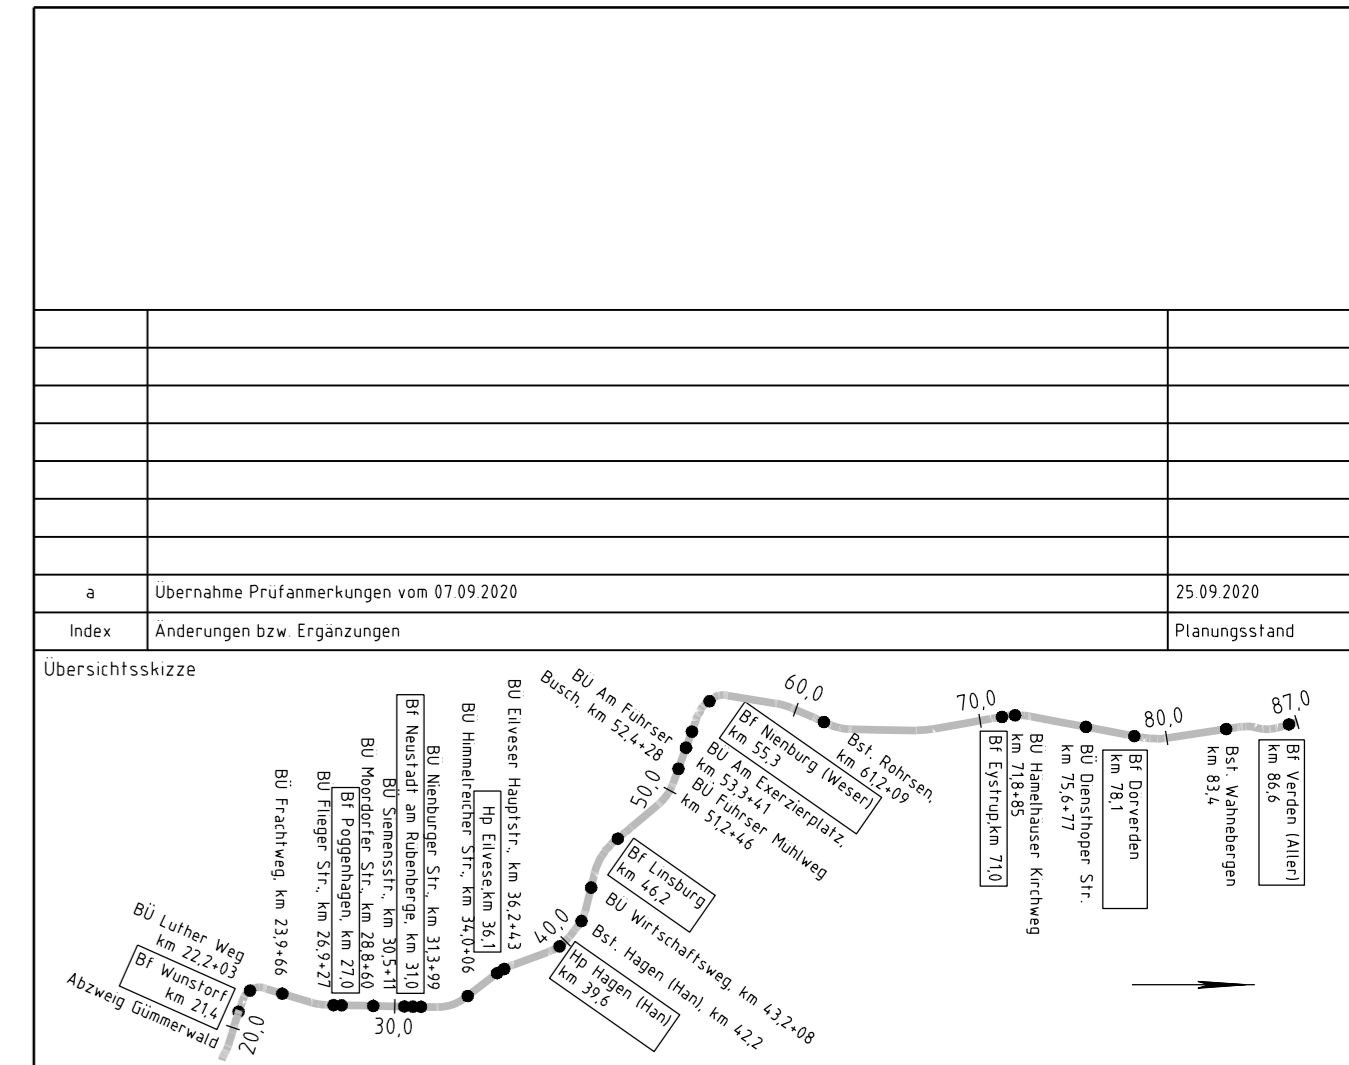 a Übernahme Prüfanmerkungen vom 07.09.2020 25.09.2020
Index Änderungen bzw. Ergänzungen Planungsstand
Übersichtsskizze
Abzweig Gümmerwald
Bf Wunstorf
km 21,4
BÜ Luther Weg
km 22,2+03
20,0
BÜ Frachtweg, km 23,9+66
BÜ Flieger Str., km 26,9+27
Bf Poggenhagen, km 27,0
BÜ Moordorfer Str., km 28,8+60
BÜ Siemensstr., km 30,5+11
30,0
Bf Neustadt am Rübenberge, km 31,0
BÜ Nienburger Str., km 31,3+99
BÜ Himmelreicher Str., km 34,0+06
Hp Eilvese,km 36,1
BÜ Eilveser Hauptstr., km 36,2+43
40,0
Hp Hagen (Han)
km 39,6
Bst. Hagen (Han), km 42,2
BÜ Wirtschaftsweg, km 43,2+08
Bf Linsburg
km 46,2
50,0
BÜ Führser Mühlweg
km 51,2+46
BÜ Am Führser
Busch, km 52,4+28
BÜ Am Exerzierplatz,
km 53,3+41
Bf Nienburg (Weser)
km 55,3
60,0
Bst. Rohrsen,
km 61,2+09
70,0
Bf Eystrup,km 71,0
BÜ Hämelhäuser Kirchweg
km 71,8+85
BÜ Diensthoper Str.
km 75,6+77
Bf Dörverden
km 78,1
80,0
Bst. Wahnebergen
km 83,4
Bf Verden (Aller)
km 86,6
87,0